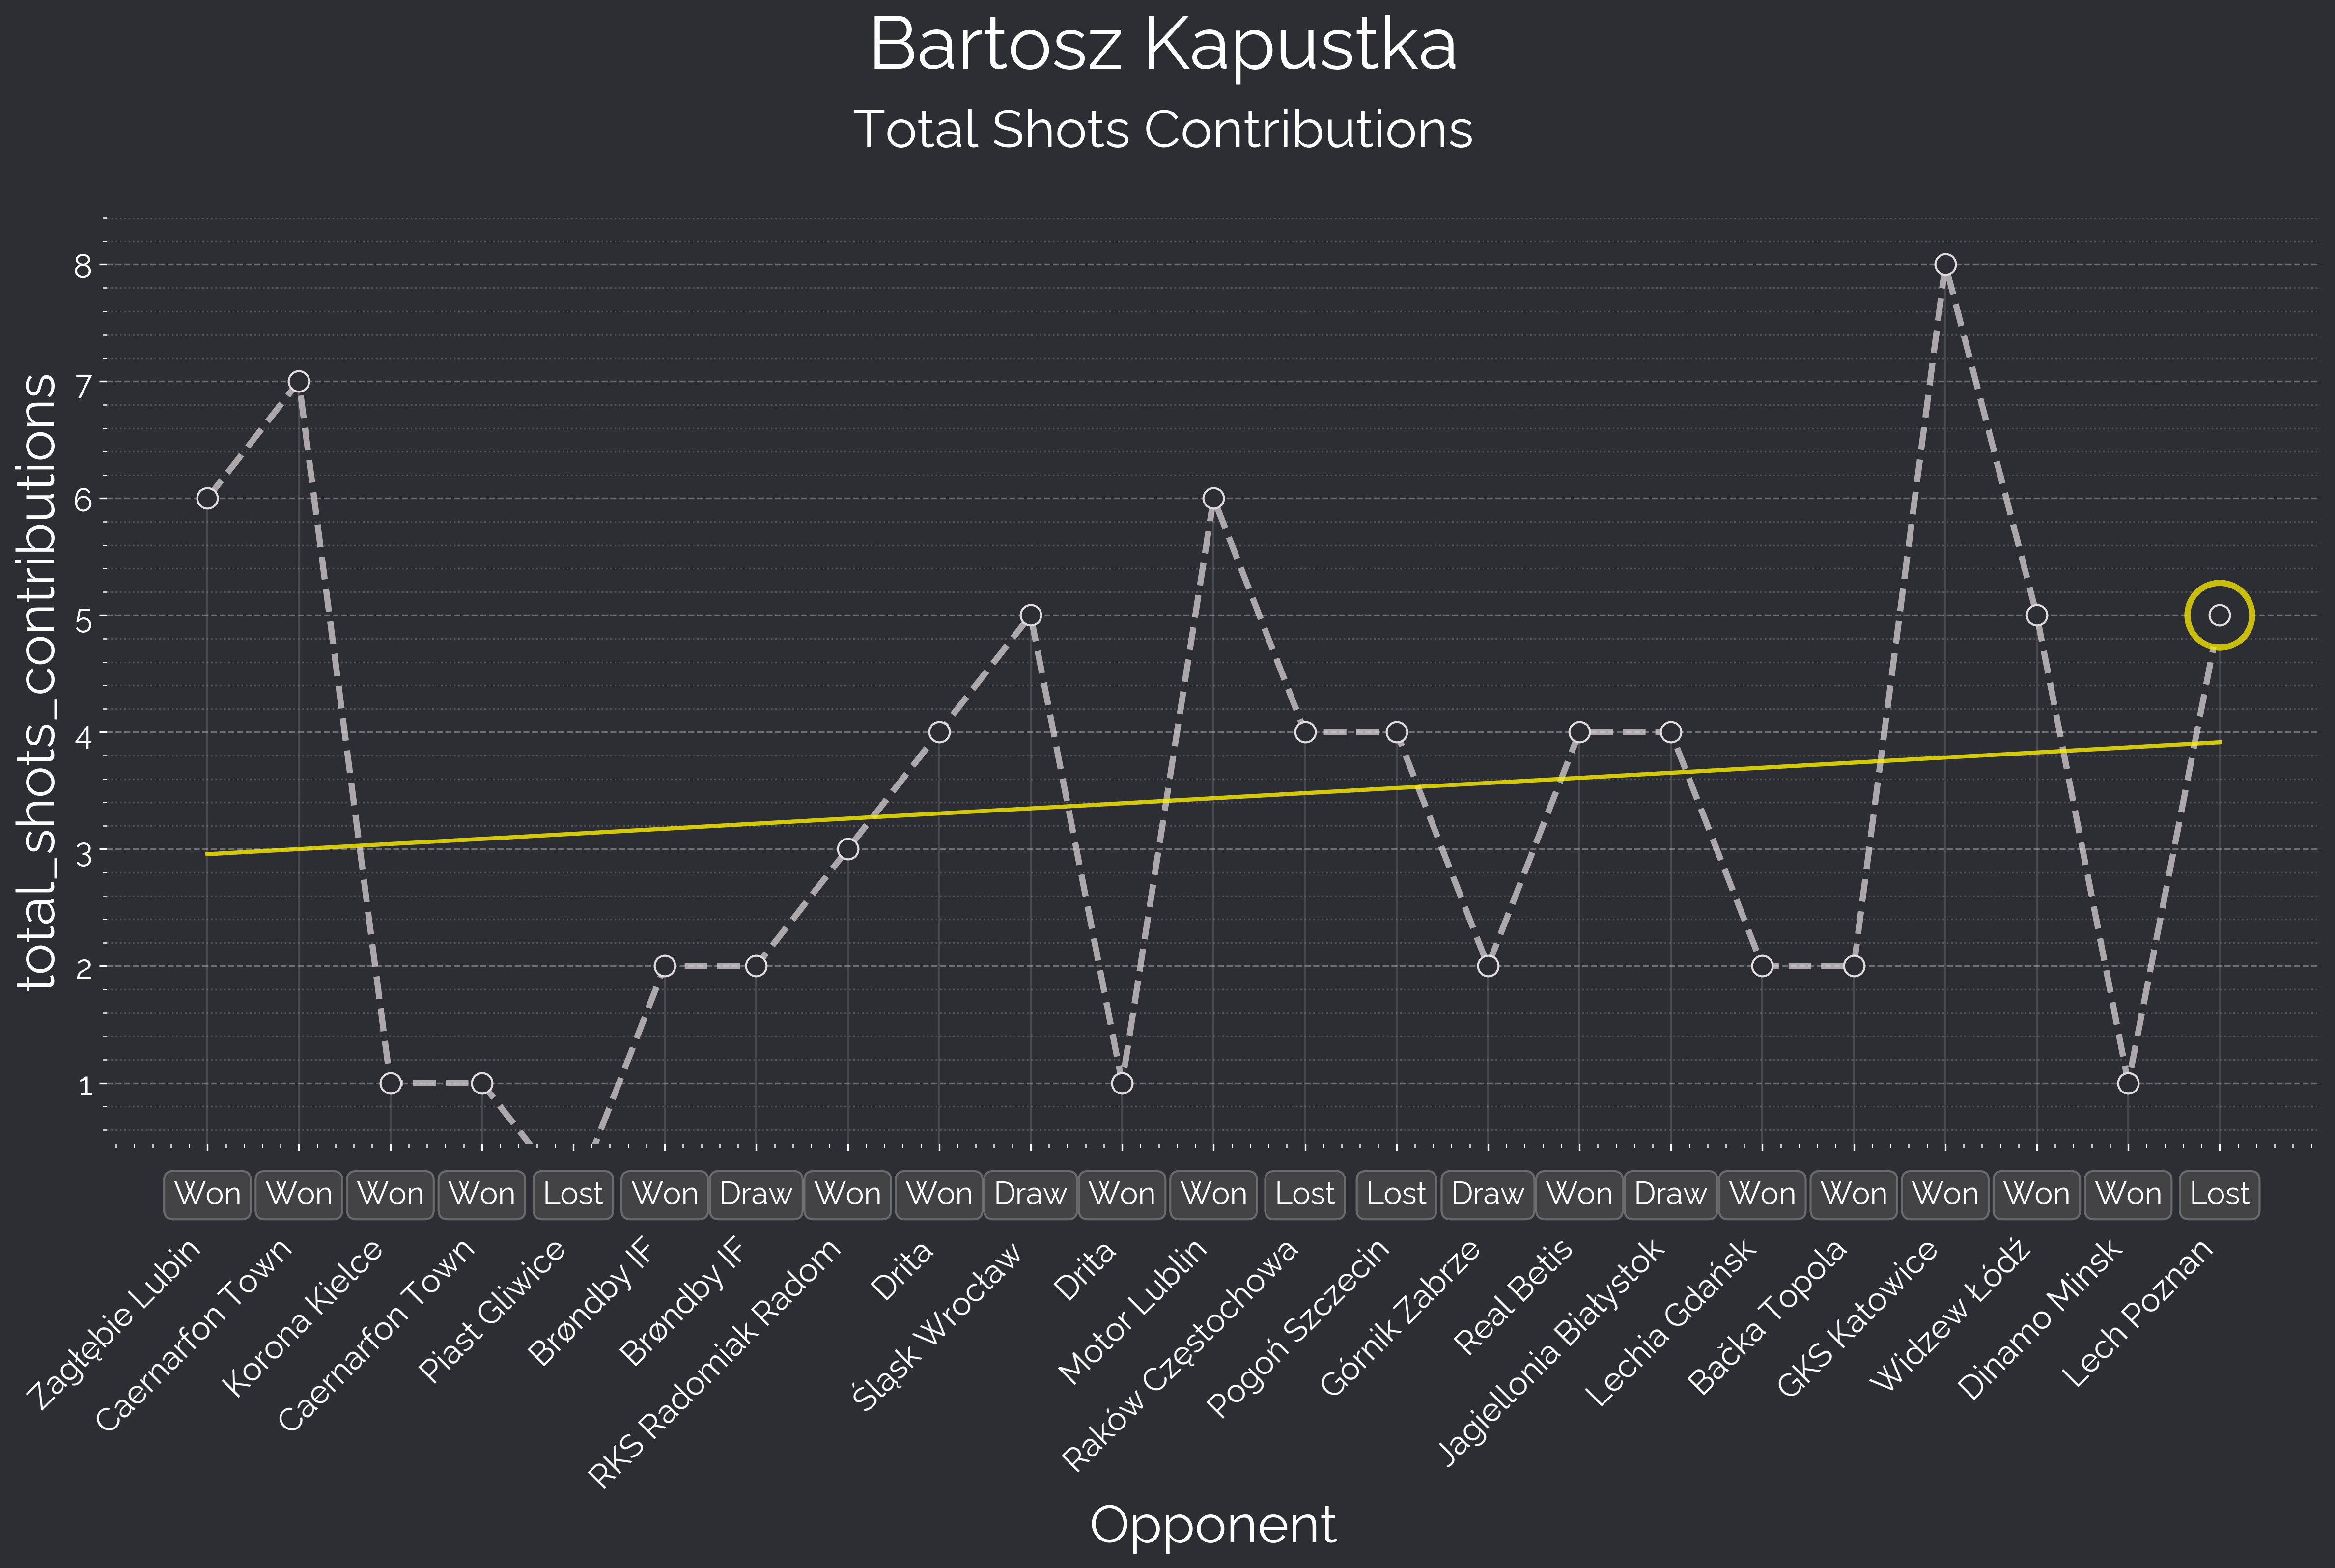 Bartosz Kapustka
Total Shots Contributions
total_shots_contributions
8
7
6
5
4
3
2
1
Won Won Won Won Lost Won Draw Won Won Draw Won Won Lost Lost Draw Won Draw Won Won Won Won Won Lost
Zagłębie Lubin
Caernarfon Town
Korona Kielce
Caernarfon Town
Piast Gliwice
Brøndby IF
Brøndby IF
RKS Radomiak Radom
Drita
Śląsk Wrocław
Drita
Motor Lublin
Raków Częstochowa
Pogoń Szczecin
Górnik Zabrze
Real Betis
Jagiellonia Białystok
Lechia Gdańsk
Bačka Topola
GKS Katowice
Widzew Łódź
Dinamo Minsk
Lech Poznan
Opponent